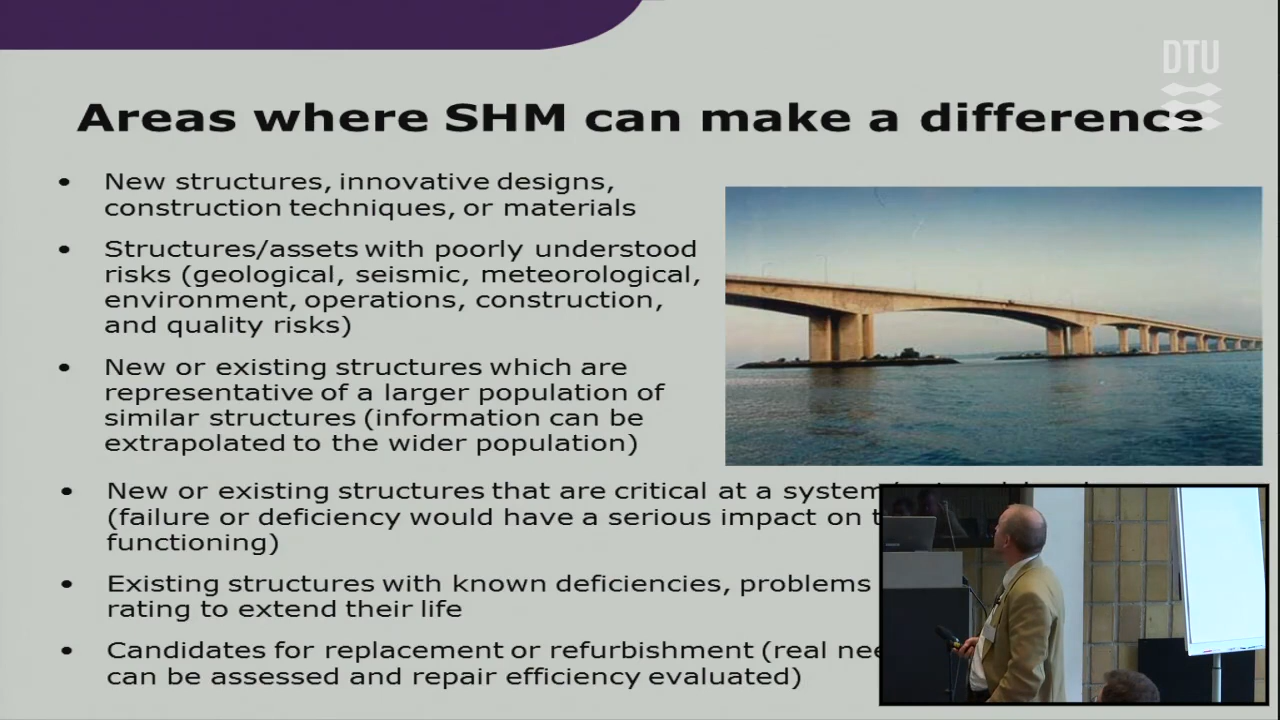 DTU
Areas where SHM can make a difference
• New structures, innovative designs,
construction techniques, or materials
• Structures/assets with poorly understood
risks (geological, seismic, meteorological,
environment, operations, construction,
and quality risks)
• New or existing structures which are
representative of a larger population of
similar structures (information can be
extrapolated to the wider population)
• New or existing structures that are critical at a system
(failure or deficiency would have a serious impact on
functioning)
• Existing structures with known deficiencies, problems
rating to extend their life
• Candidates for replacement or refurbishment (real
can be assessed and repair efficiency evaluated)